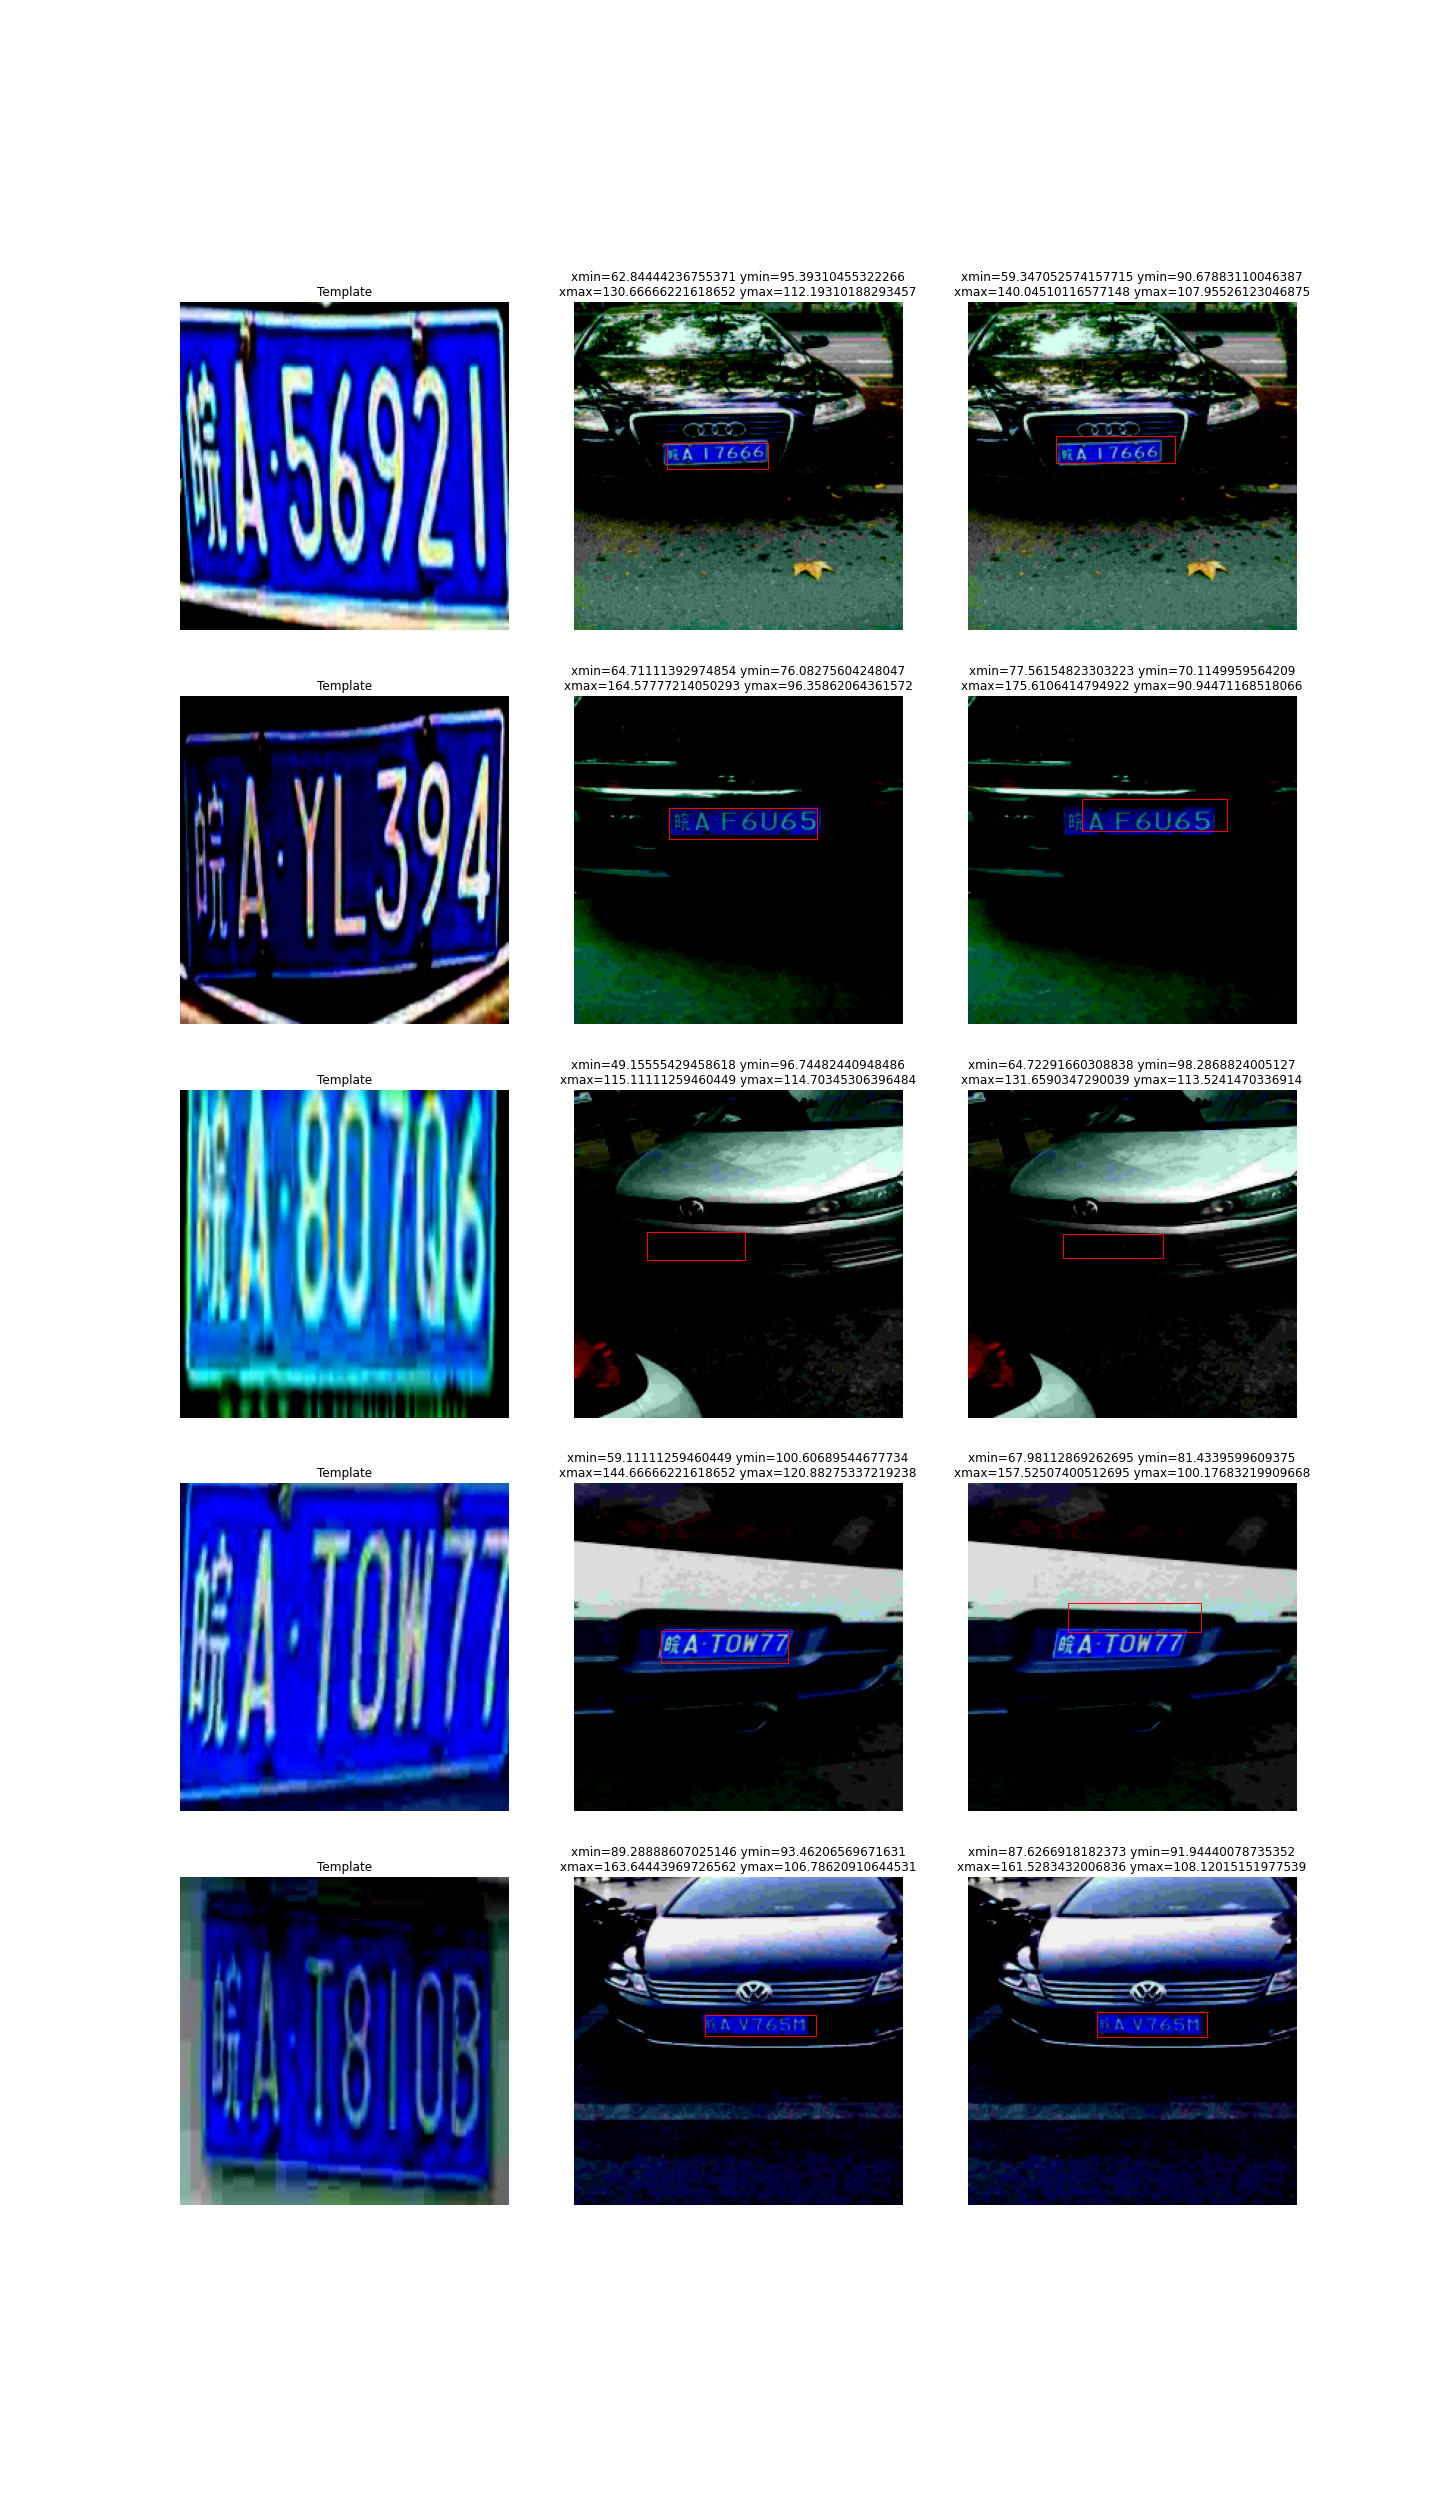 Template
xmin=62.84444236755371 ymin=95.39310455322266
xmax=130.66666221618652 ymax=112.19310188293457
xmin=59.347052574157715 ymin=90.67883110046387
xmax=140.04510116577148 ymax=107.95526123046875
皖A·56921
皖A 17666
皖A 17666
Template
xmin=64.71111392974854 ymin=76.08275604248047
xmax=164.57777214050293 ymax=96.35862064361572
xmin=77.56154823303223 ymin=70.1149959564209
xmax=175.6106414794922 ymax=90.94471168518066
皖A·YL394
皖A F6U65
皖A F6U65
Template
xmin=49.15555429458618 ymin=96.74482440948486
xmax=115.11111259460449 ymax=114.70345306396484
xmin=64.72291660308838 ymin=98.2868824005127
xmax=131.6590347290039 ymax=113.5241470336914
皖A·80706
Template
xmin=59.11111259460449 ymin=100.60689544677734
xmax=144.66666221618652 ymax=120.88275337219238
xmin=67.98112869262695 ymin=81.4339599609375
xmax=157.52507400512695 ymax=100.17683219909668
皖A·T0W77
皖A·T0W77
皖A·T0W77
Template
xmin=89.28888607025146 ymin=93.46206569671631
xmax=163.64443969726562 ymax=106.78620910644531
xmin=87.6266918182373 ymin=91.94440078735352
xmax=161.5283432006836 ymax=108.12015151977539
皖A·T810B
皖A V765M
皖A V765M